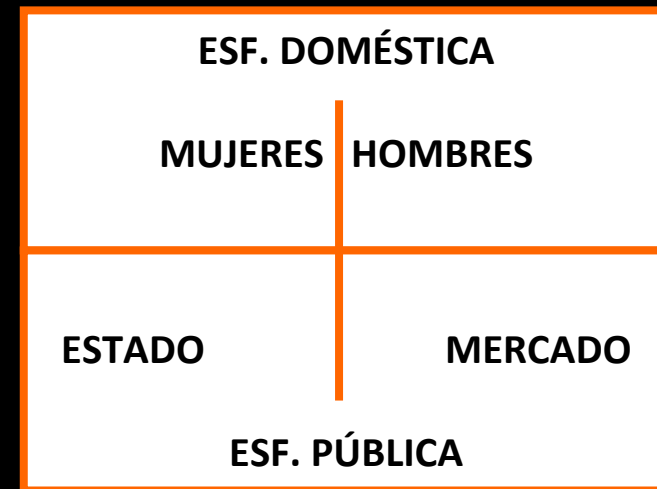 ESF. DOMÉSTICA
MUJERES HOMBRES
ESTADO MERCADO
ESF. PÚBLICA